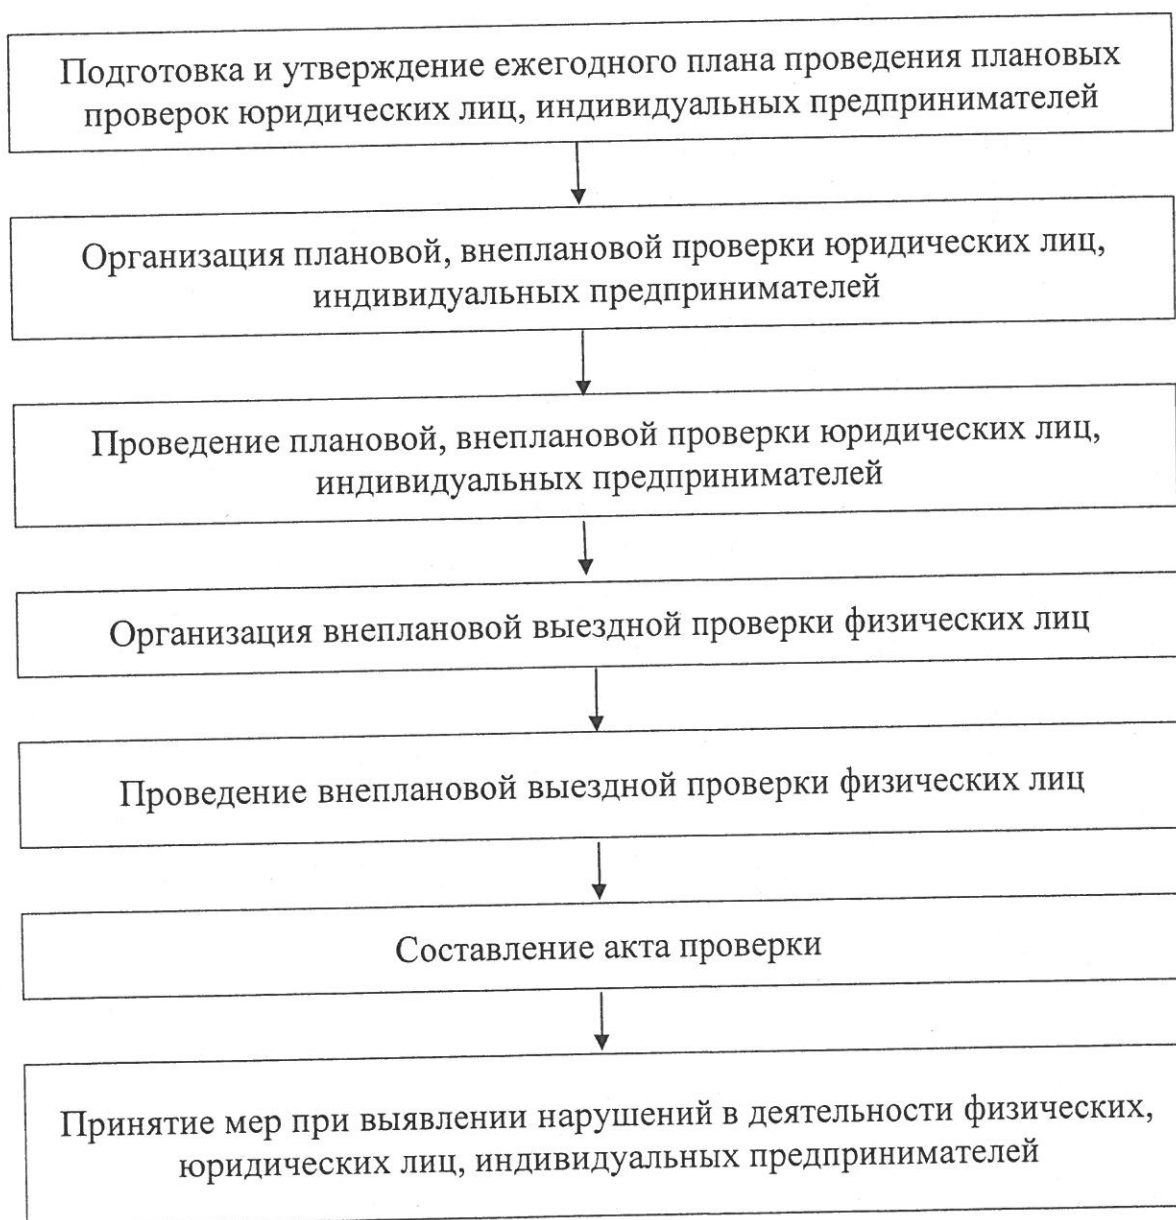 Подготовка и утверждение ежегодного плана проведения плановых
проверок юридических лиц, индивидуальных предпринимателей
Организация плановой, внеплановой проверки юридических лиц,
индивидуальных предпринимателей
Проведение плановой, внеплановой проверки юридических лиц,
индивидуальных предпринимателей
Организация внеплановой выездной проверки физических лиц
Проведение внеплановой выездной проверки физических лиц
Составление акта проверки
Принятие мер при выявлении нарушений в деятельности физических,
юридических лиц, индивидуальных предпринимателей